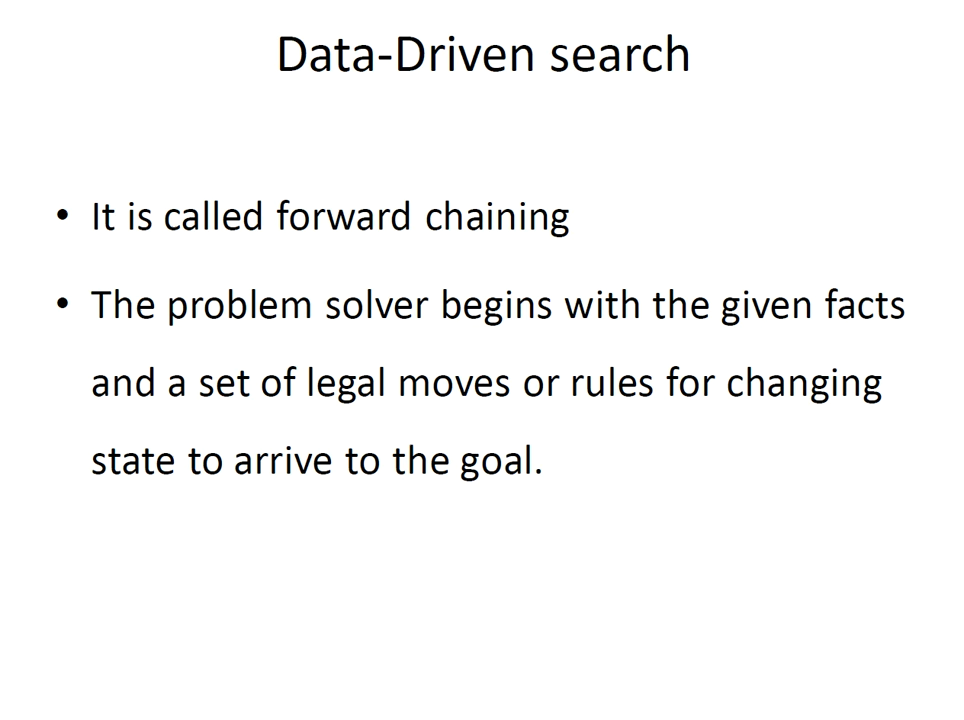 Data-Driven search
• It is called forward chaining
• The problem solver begins with the given facts
and a set of legal moves or rules for changing
state to arrive to the goal.